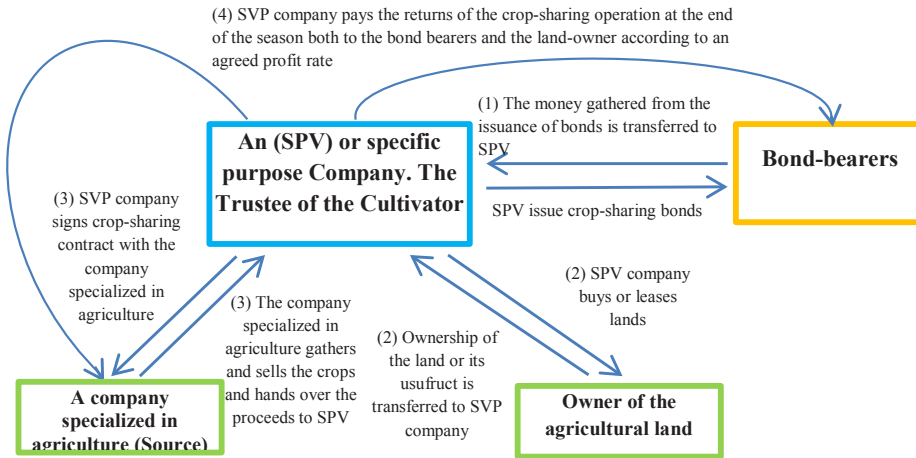 (4) SVP company pays the returns of the crop-sharing operation at the end
of the season both to the bond bearers and the land-owner according to an
agreed profit rate
(1) The money gathered from the
issuance of bonds is transferred to
SPV
An (SPV) or specific
purpose Company. The
Trustee of the Cultivator
Bond-bearers
SPV issue crop-sharing bonds
(3) SVP company
signs crop-sharing
contract with the
company
specialized in
agriculture
(3) The company
specialized in
agriculture gathers
and sells the crops
and hands over the
proceeds to SPV
(2) Ownership of
the land or its
usufruct is
transferred to SVP
company
(2) SPV company
buys or leases
lands
A company
specialized in
agriculture (Source)
Owner of the
agricultural land